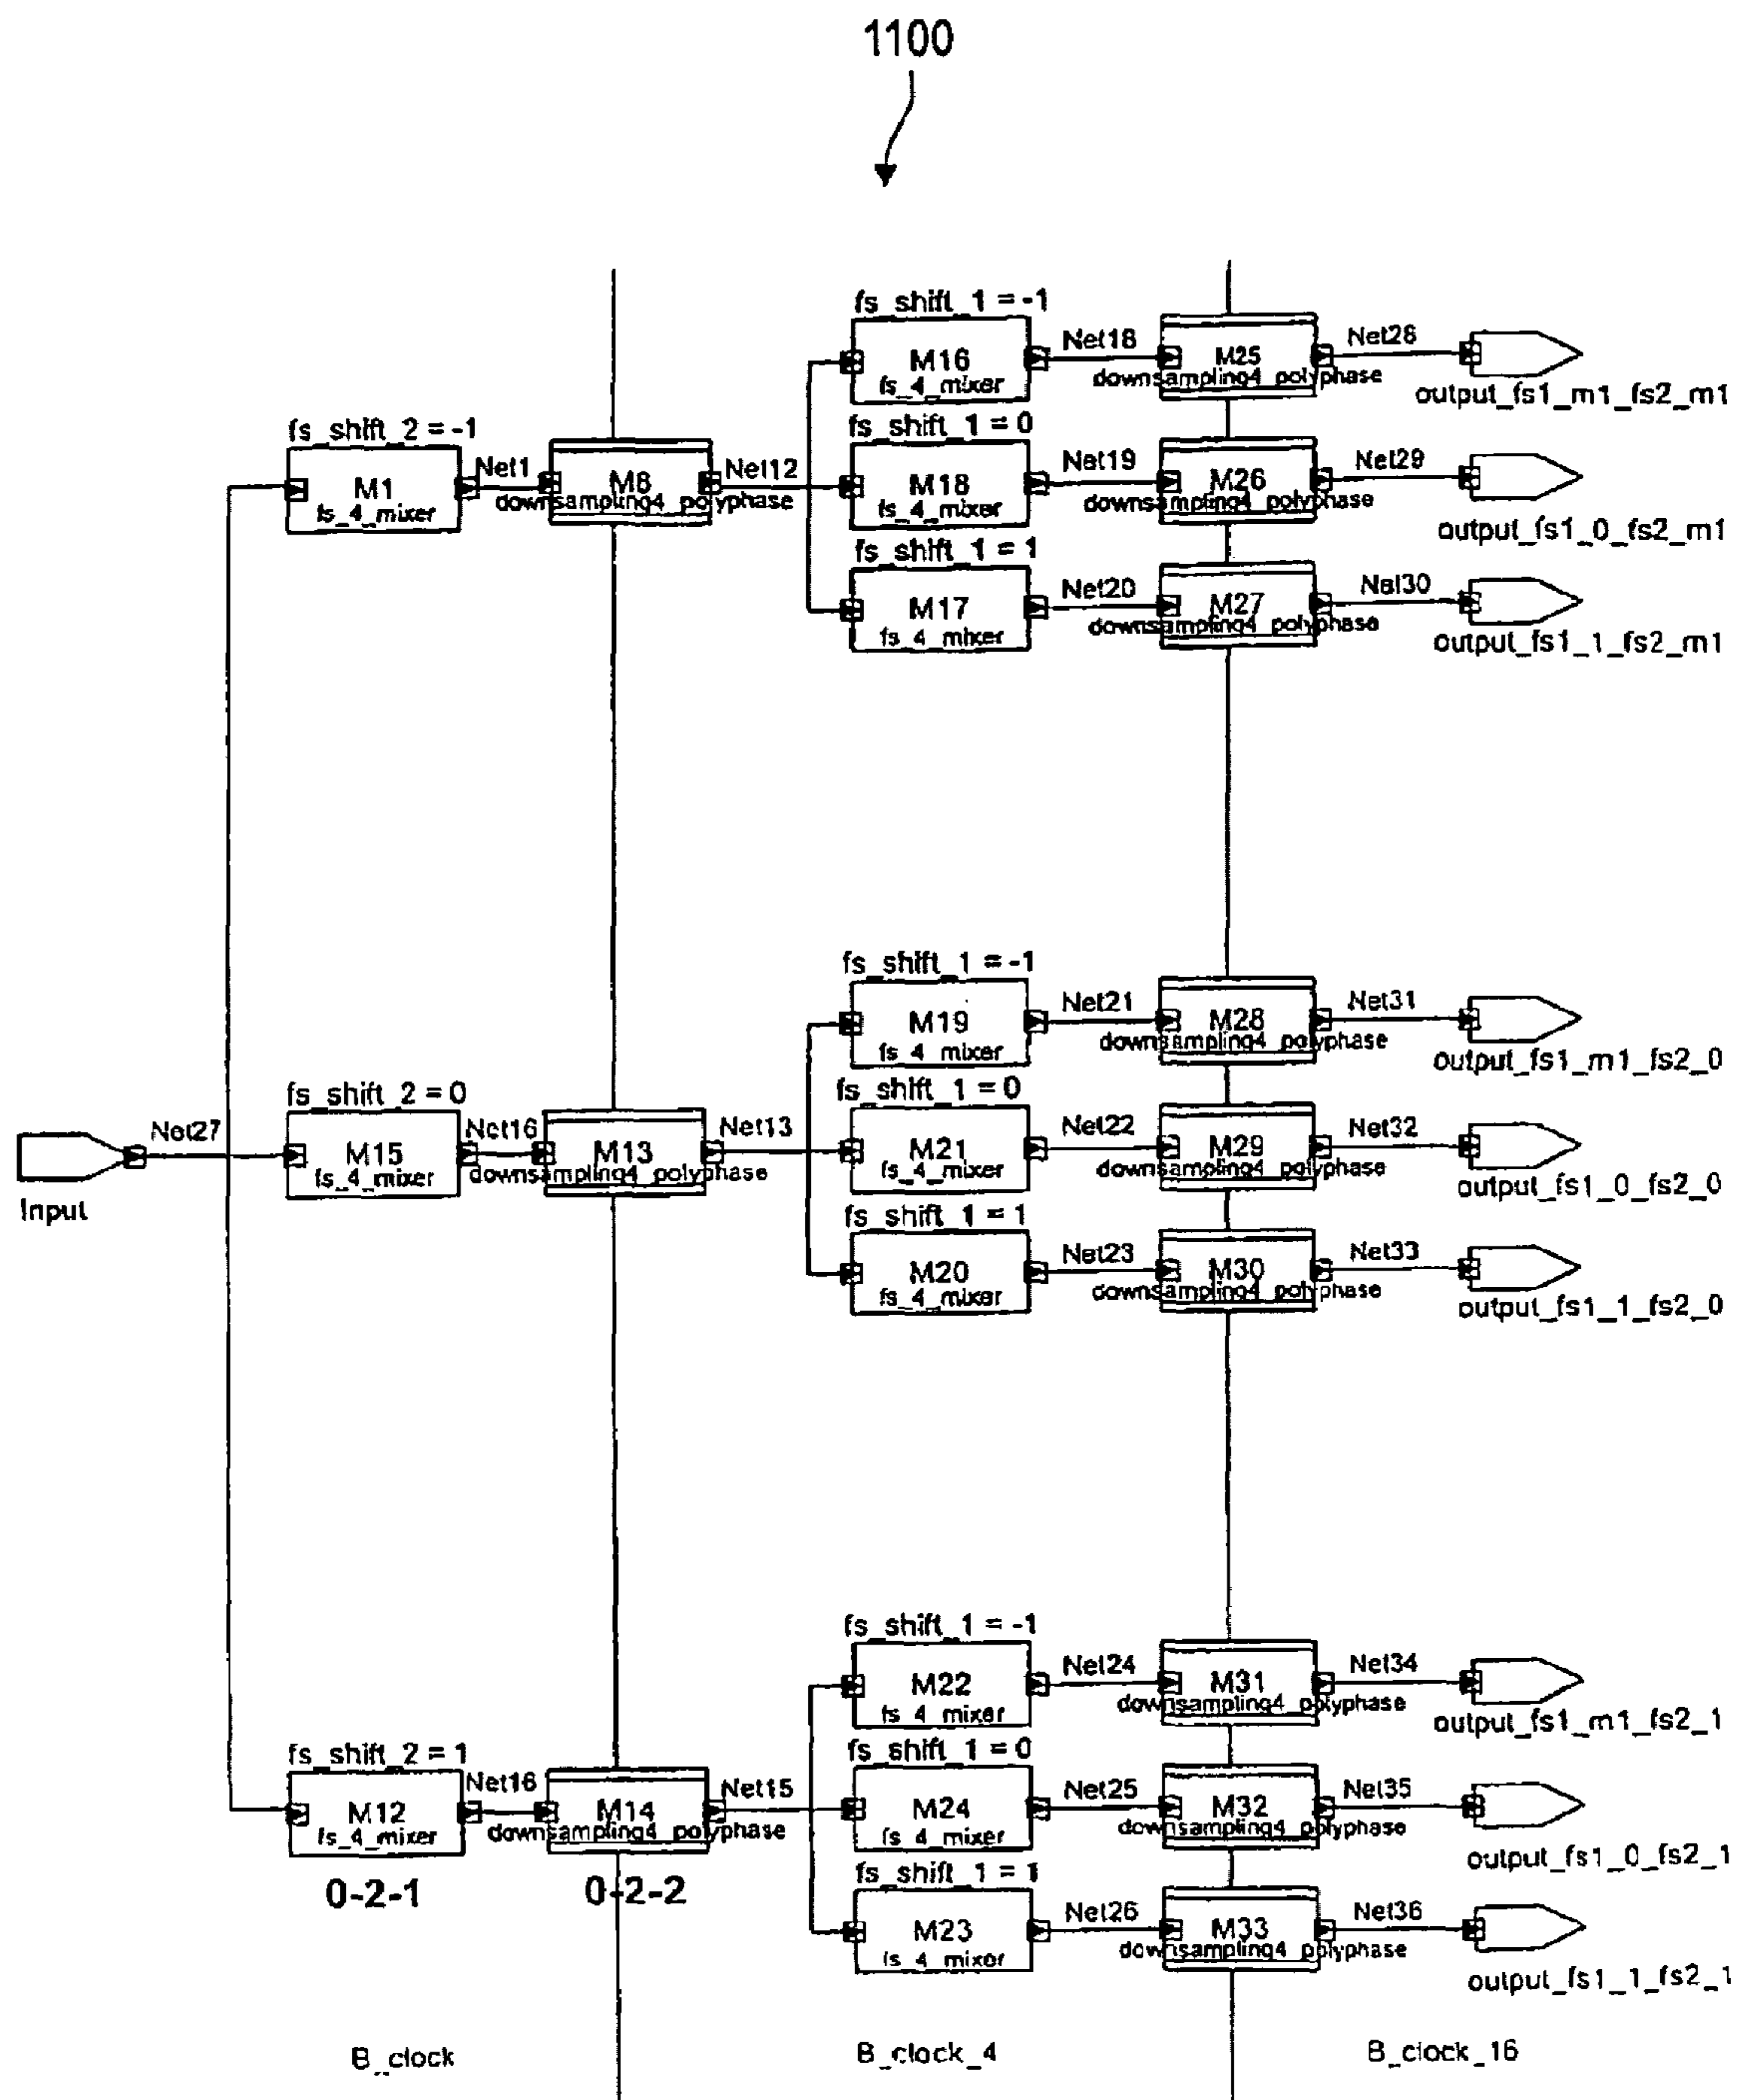 1100
fs_shift_1 = -1
M16
fs_4_mixer
Net18
M25
downsampling4_polyphase
Net28
output_fs1_m1_fs2_m1
fs_shift_2 = -1
M1
fs_4_mixer
Net1
M8
downsampling4_polyphase
Net12
fs_shift_1 = 0
M18
fs_4_mixer
Net19
M26
downsampling4_polyphase
Net29
output_fs1_0_fs2_m1
fs_shift_1 = 1
M17
fs_4_mixer
Net20
M27
downsampling4_polyphase
Net30
output_fs1_1_fs2_m1
fs_shift_1 = -1
M19
fs_4_mixer
Net21
M28
downsampling4_polyphase
Net31
output_fs1_m1_fs2_0
Input
Net27
fs_shift_2 = 0
M15
fs_4_mixer
Net16
M13
downsampling4_polyphase
Net13
fs_shift_1 = 0
M21
fs_4_mixer
Net22
M29
downsampling4_polyphase
Net32
output_fs1_0_fs2_0
fs_shift_1 = 1
M20
fs_4_mixer
Net23
M30
downsampling4_polyphase
Net33
output_fs1_1_fs2_0
fs_shift_1 = -1
M22
fs_4_mixer
Net24
M31
downsampling4_polyphase
Net34
output_fs1_m1_fs2_1
fs_shift_2 = 1
M12
fs_4_mixer
0-2-1
Net16
M14
downsampling4_polyphase
0-2-2
Net15
fs_shift_1 = 0
M24
fs_4_mixer
Net25
M32
downsampling4_polyphase
Net35
output_fs1_0_fs2_1
fs_shift_1 = 1
M23
fs_4_mixer
Net26
M33
downsampling4_polyphase
Net36
output_fs1_1_fs2_1
B_clock
B_clock_4
B_clock_16